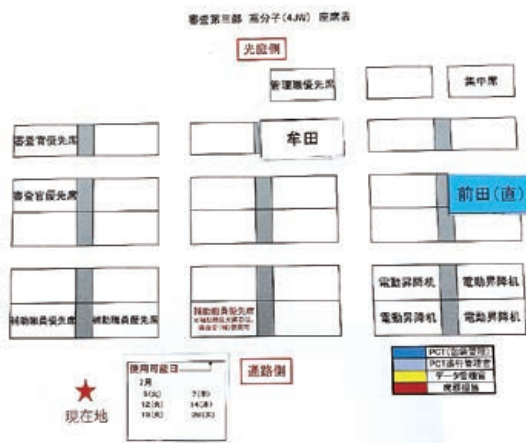 審査第三部 高分子(4JW) 座席表
光庭側
管理職優先席
集中席
審査官優先席
牟田
審査官優先席
前田(直)
電動昇降机
電動昇降机
補助職員優先席
補助職員優先席
補助職員優先席
電動昇降机
電動昇降机
現在地
使用可能日
2月
通路側
データ管理官